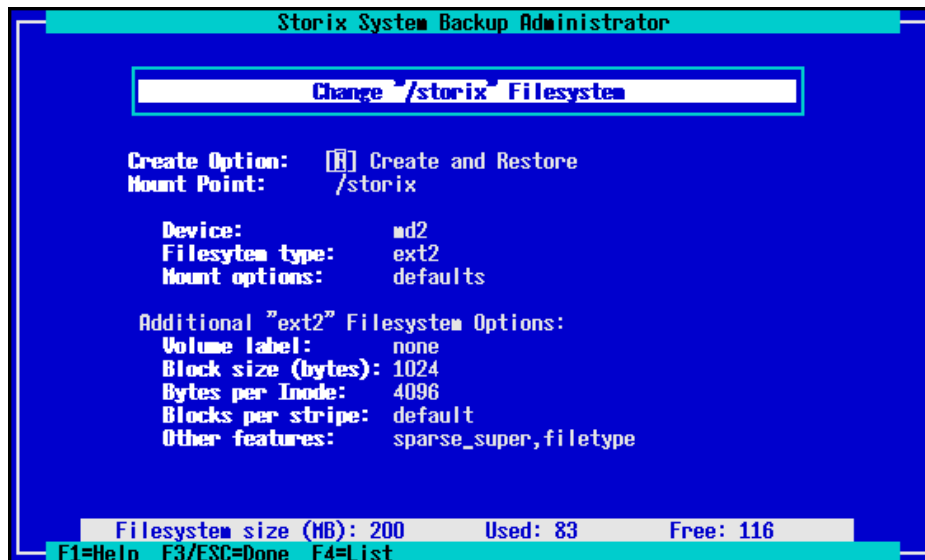 Storix System Backup Administrator
Change "/storix" Filesystem
Create Option: [R] Create and Restore
Mount Point: /storix
Device: md2
Filesytem type: ext2
Mount options: defaults
Additional "ext2" Filesystem Options:
Volume label: none
Block size (bytes): 1024
Bytes per Inode: 4096
Blocks per stripe: default
Other features: sparse_super,filetype
Filesystem size (MB): 200 Used: 83 Free: 116
F1=Help F3/ESC=Done F4=List